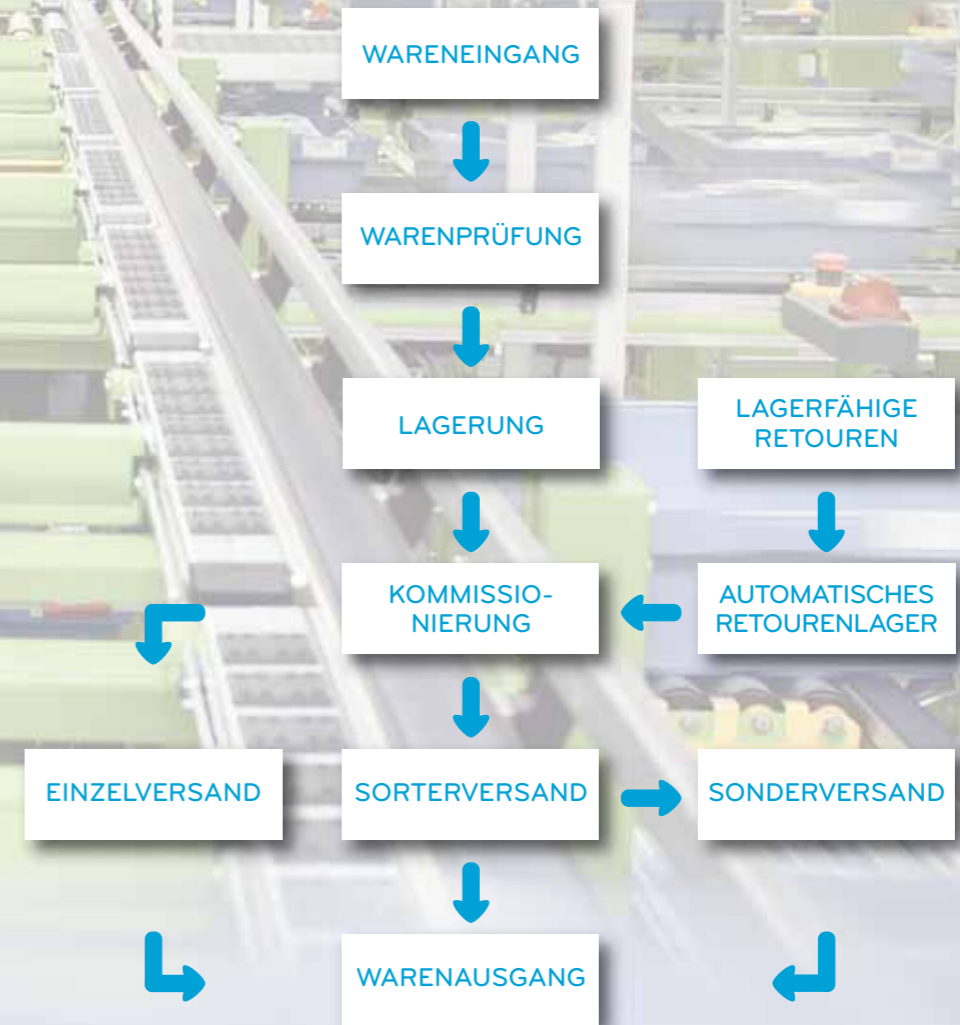 WARENEINGANG
WARENPRÜFUNG
LAGERUNG
LAGERFÄHIGE
RETOUREN
KOMMISSIO-
NIERUNG
AUTOMATISCHES
RETOURENLAGER
EINZELVERSAND
SORTERVERSAND
SONDERVERSAND
WARENAUSGANG